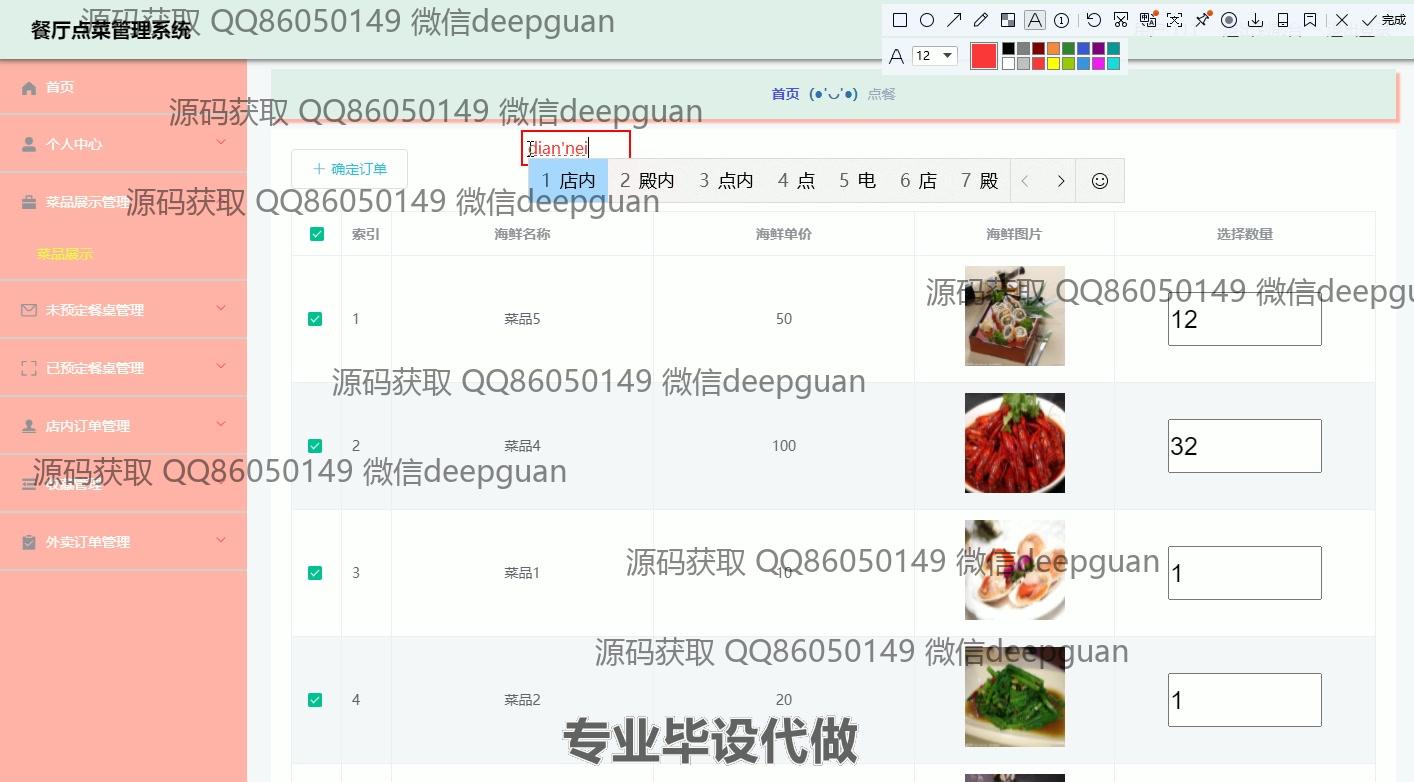 源码获取 QQ86050149 微信deepguan
餐厅点菜管理系统
完成
12
首页
首页 (●'◡'●) 点餐
源码获取 QQ86050149 微信deepguan
个人中心
dian'nei
+ 确定订单
1 店内 2 殿内 3 点内 4 点 5 电 6 店 7 殿
菜品展示管理
源码获取 QQ86050149 微信deepguan
索引 海鲜名称 海鲜单价 海鲜图片 选择数量
菜品展示
源码获取 QQ86050149 微信deepgu
未预定餐桌管理
1 菜品5 50 12
已预定餐桌管理
源码获取 QQ86050149 微信deepguan
店内订单管理
2 菜品4 100 32
源码获取 QQ86050149 微信deepguan
外卖订单管理
源码获取 QQ86050149 微信deepguan
3 菜品1 10 1
源码获取 QQ86050149 微信deepguan
4 菜品2 20 1
专业毕设代做